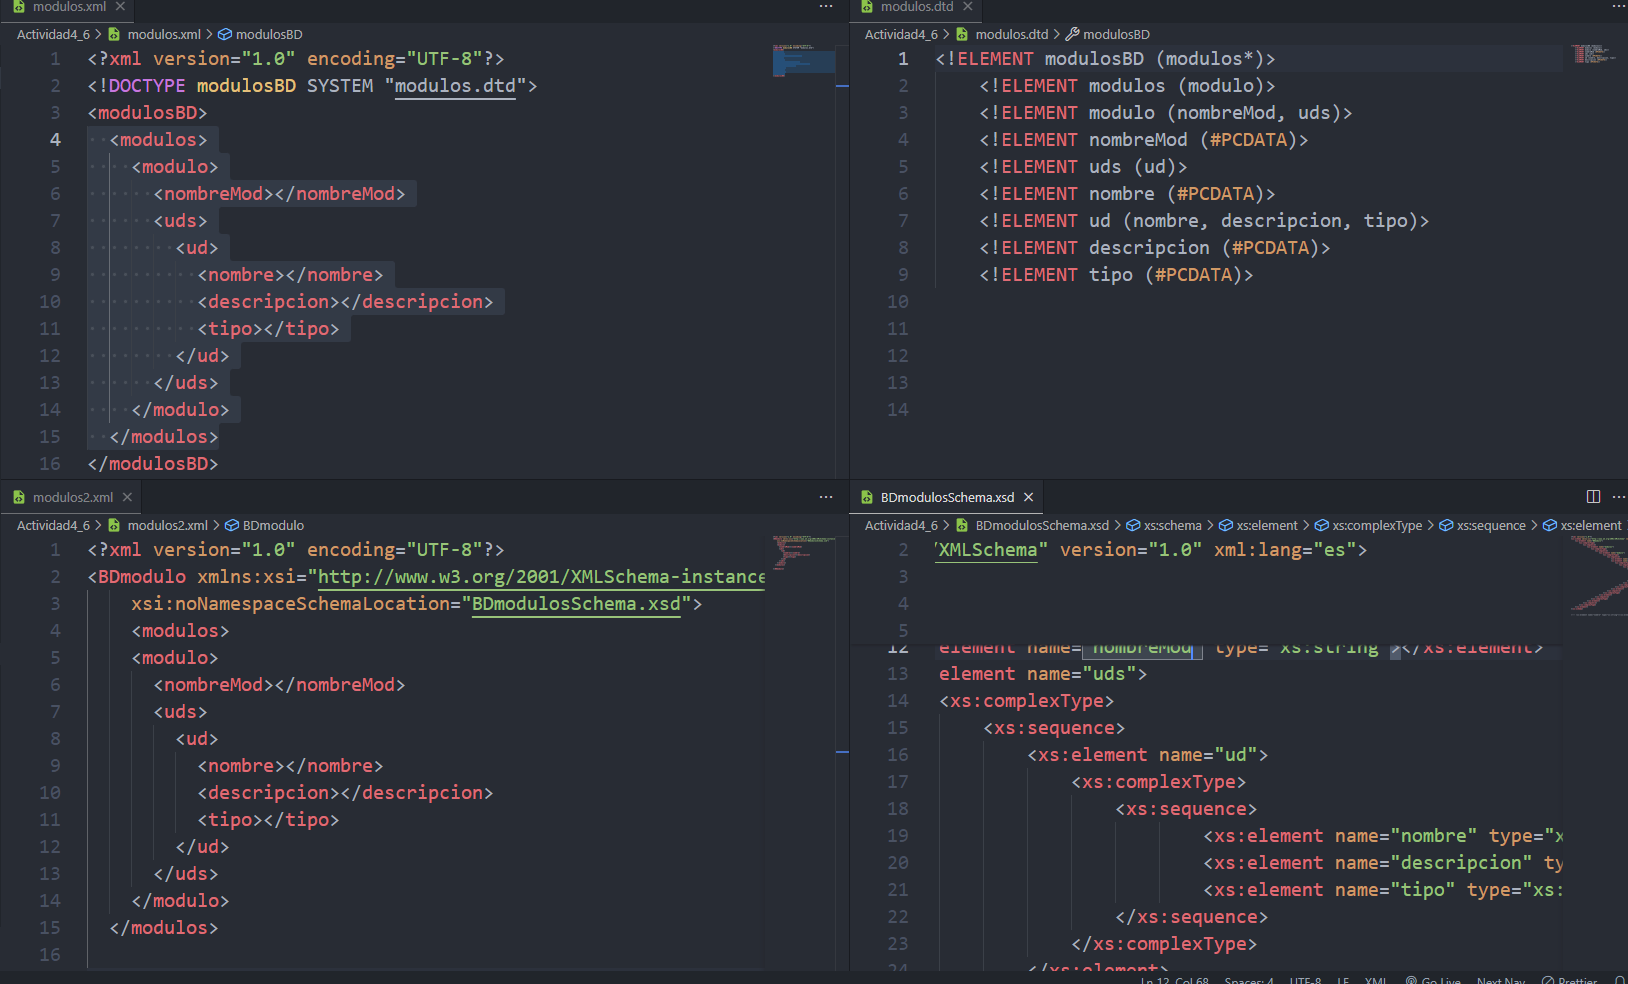 modulos.xml
Actividad4_6 > modulos.xml > modulosBD
1 <?xml version="1.0" encoding="UTF-8"?>
2 <!DOCTYPE modulosBD SYSTEM "modulos.dtd">
3 <modulosBD>
4 <modulos>
5 <modulo>
6 <nombreMod></nombreMod>
7 <uds>
8 <ud>
9 <nombre></nombre>
10 <descripcion></descripcion>
11 <tipo></tipo>
12 </ud>
13 </uds>
14 </modulo>
15 </modulos>
16 </modulosBD>
modulos.dtd
Actividad4_6 > modulos.dtd > modulosBD
1 <!ELEMENT modulosBD (modulos*)>
2 <!ELEMENT modulos (modulo)>
3 <!ELEMENT modulo (nombreMod, uds)>
4 <!ELEMENT nombreMod (#PCDATA)>
5 <!ELEMENT uds (ud)>
6 <!ELEMENT nombre (#PCDATA)>
7 <!ELEMENT ud (nombre, descripcion, tipo)>
8 <!ELEMENT descripcion (#PCDATA)>
9 <!ELEMENT tipo (#PCDATA)>
10
11
12
13
14
modulos2.xml
Actividad4_6 > modulos2.xml > BDmodulo
1 <?xml version="1.0" encoding="UTF-8"?>
2 <BDmodulo xmlns:xsi="http://www.w3.org/2001/XMLSchema-instance
3 xsi:noNamespaceSchemaLocation="BDmodulosSchema.xsd">
4 <modulos>
5 <modulo>
6 <nombreMod></nombreMod>
7 <uds>
8 <ud>
9 <nombre></nombre>
10 <descripcion></descripcion>
11 <tipo></tipo>
12 </ud>
13 </uds>
14 </modulo>
15 </modulos>
16
BDmodulosSchema.xsd
Actividad4_6 > BDmodulosSchema.xsd > xs:schema > xs:element > xs:complexType > xs:sequence > xs:element
2 /XMLSchema" version="1.0" xml:lang="es">
3
4
5
12 element name="nombreMod" type="xs:string"></xs:element>
13 element name="uds">
14 <xs:complexType>
15 <xs:sequence>
16 <xs:element name="ud">
17 <xs:complexType>
18 <xs:sequence>
19 <xs:element name="nombre" type="x
20 <xs:element name="descripcion" ty
21 <xs:element name="tipo" type="xs:
22 </xs:sequence>
23 </xs:complexType>
24 </xs:element>
Ln 12, Col 68 Spaces: 4 UTF-8 LF XML Go Live Next Nav Prettier